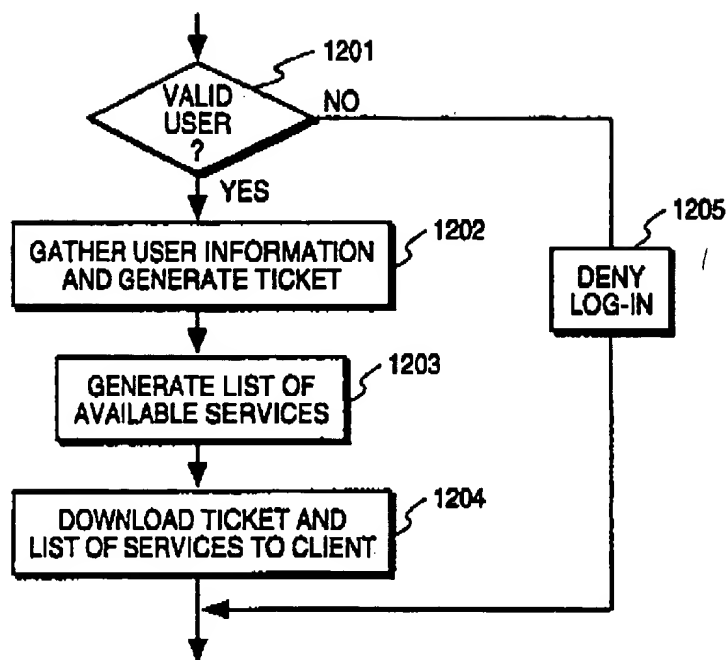 1201
VALID
USER
?
NO
YES
1202
GATHER USER INFORMATION
AND GENERATE TICKET
1205
DENY
LOG-IN
1203
GENERATE LIST OF
AVAILABLE SERVICES
1204
DOWNLOAD TICKET AND
LIST OF SERVICES TO CLIENT